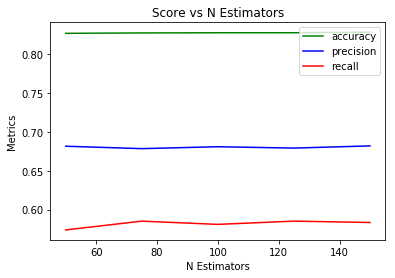 Score vs N Estimators
accuracy
precision
recall
0.80
0.75
0.70
0.65
0.60
Metrics
60
80
100
120
140
N Estimators